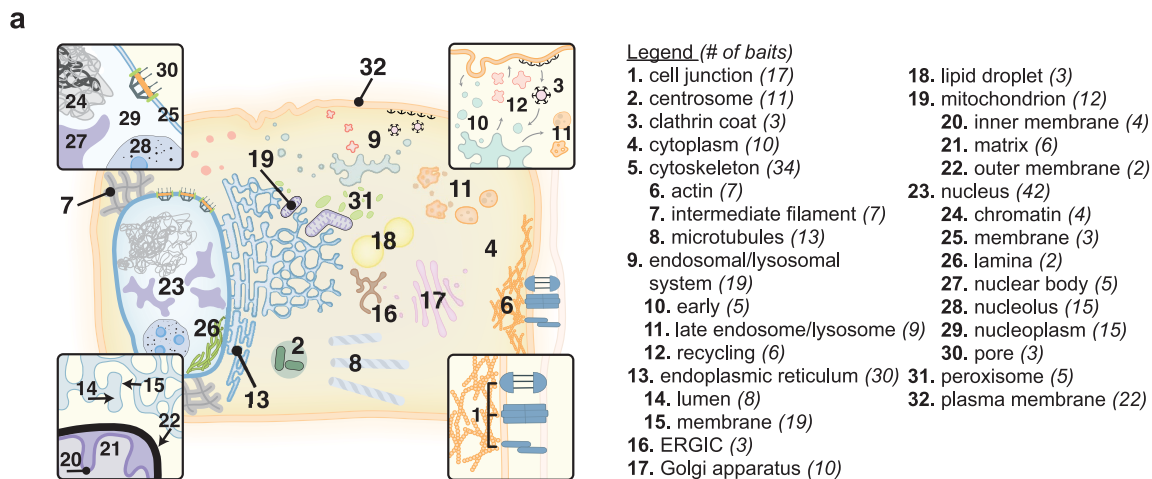 a
32
30
24
29
25
27
28
3
12
10
11
7
19
9
31
11
18
4
23
16
17
6
26
2
8
13
14
15
22
21
20
1
Legend (# of baits)
1. cell junction (17)
2. centrosome (11)
3. clathrin coat (3)
4. cytoplasm (10)
5. cytoskeleton (34)
6. actin (7)
7. intermediate filament (7)
8. microtubules (13)
9. endosomal/lysosomal
system (19)
10. early (5)
11. late endosome/lysosome (9)
12. recycling (6)
13. endoplasmic reticulum (30)
14. lumen (8)
15. membrane (19)
16. ERGIC (3)
17. Golgi apparatus (10)
18. lipid droplet (3)
19. mitochondrion (12)
20. inner membrane (4)
21. matrix (6)
22. outer membrane (2)
23. nucleus (42)
24. chromatin (4)
25. membrane (3)
26. lamina (2)
27. nuclear body (5)
28. nucleolus (15)
29. nucleoplasm (15)
30. pore (3)
31. peroxisome (5)
32. plasma membrane (22)